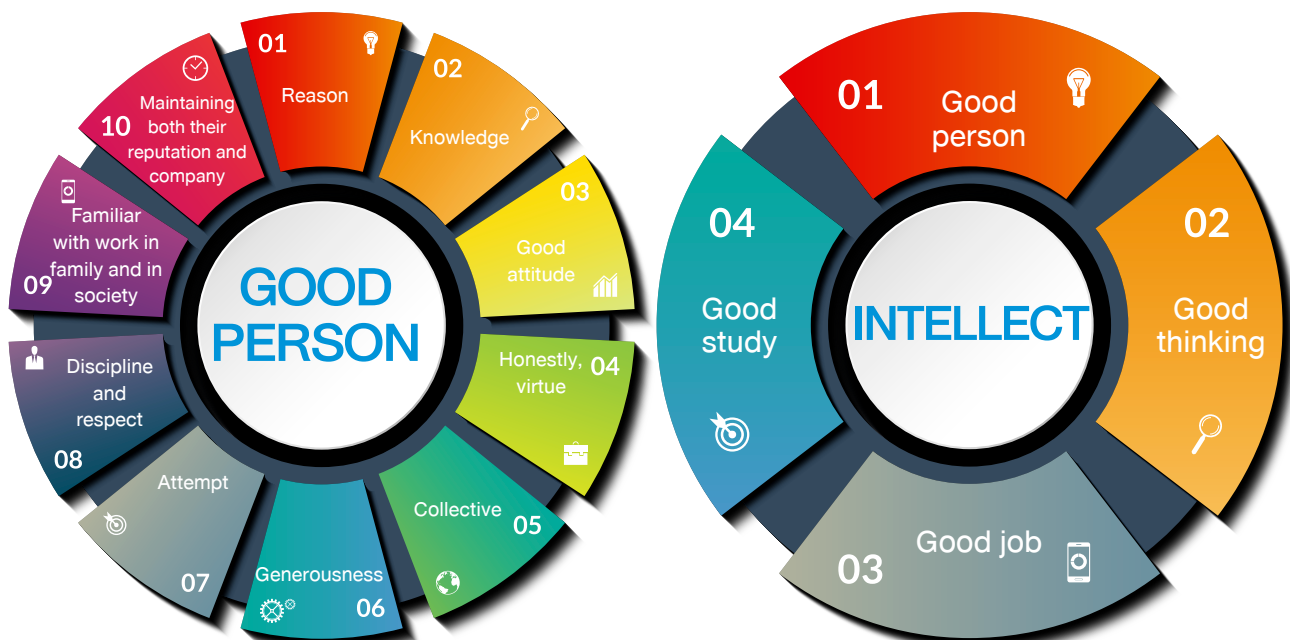 GOOD
PERSON
01
Reason
02
Knowledge
03
Good
attitude
Honestly, 04
virtue
Collective
05
Generousness
06
Attempt
07
Discipline
and
respect
08
Familiar
with work in
family and in
09 society
Maintaining
10 both their
reputation and
company
INTELLECT
01
Good
person
02
Good
thinking
Good job
03
04
Good
study